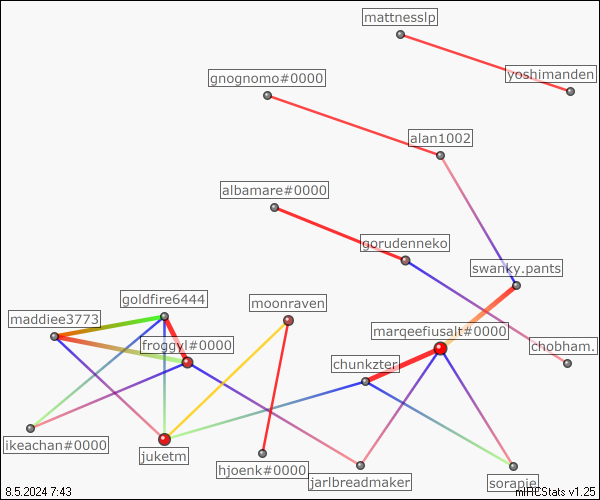 mattnesslp
yoshimanden
gnognomo#0000
alan1002
albamare#0000
gorudenneko
swanky.pants
goldfire6444
moonraven
maddiee3773
marqeefiusalt#0000
froggyl#0000
chobham.
chunkzter
ikeachan#0000
juketm
hjoenk#0000
jarlbreadmaker
sorapie
8.5.2024 7:43
mIRCStats v1.25